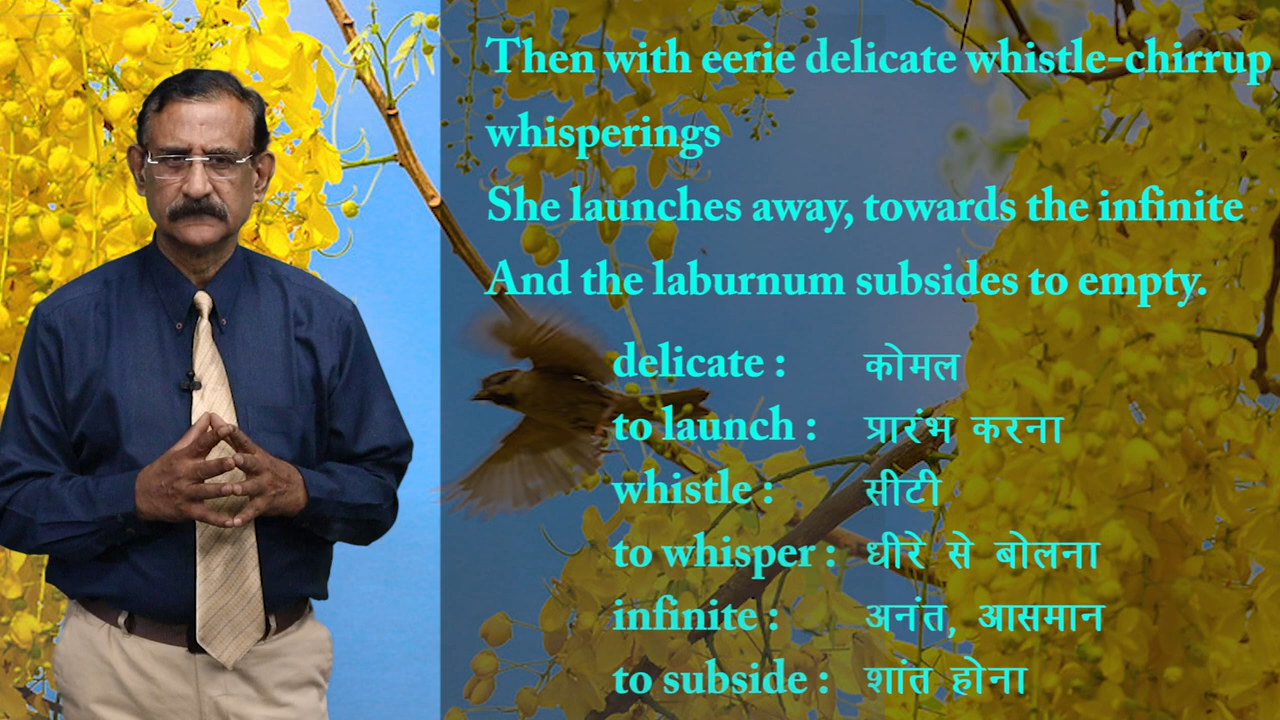 Then with eerie delicate whistle-chirrup
whisperings
She launches away, towards the infinite
And the laburnum subsides to empty.
delicate : कोमल
to launch : प्रारंभ करना
whistle : सीटी
to whisper : धीरे से बोलना
infinite : अनंत, आसमान
to subside : शांत होना